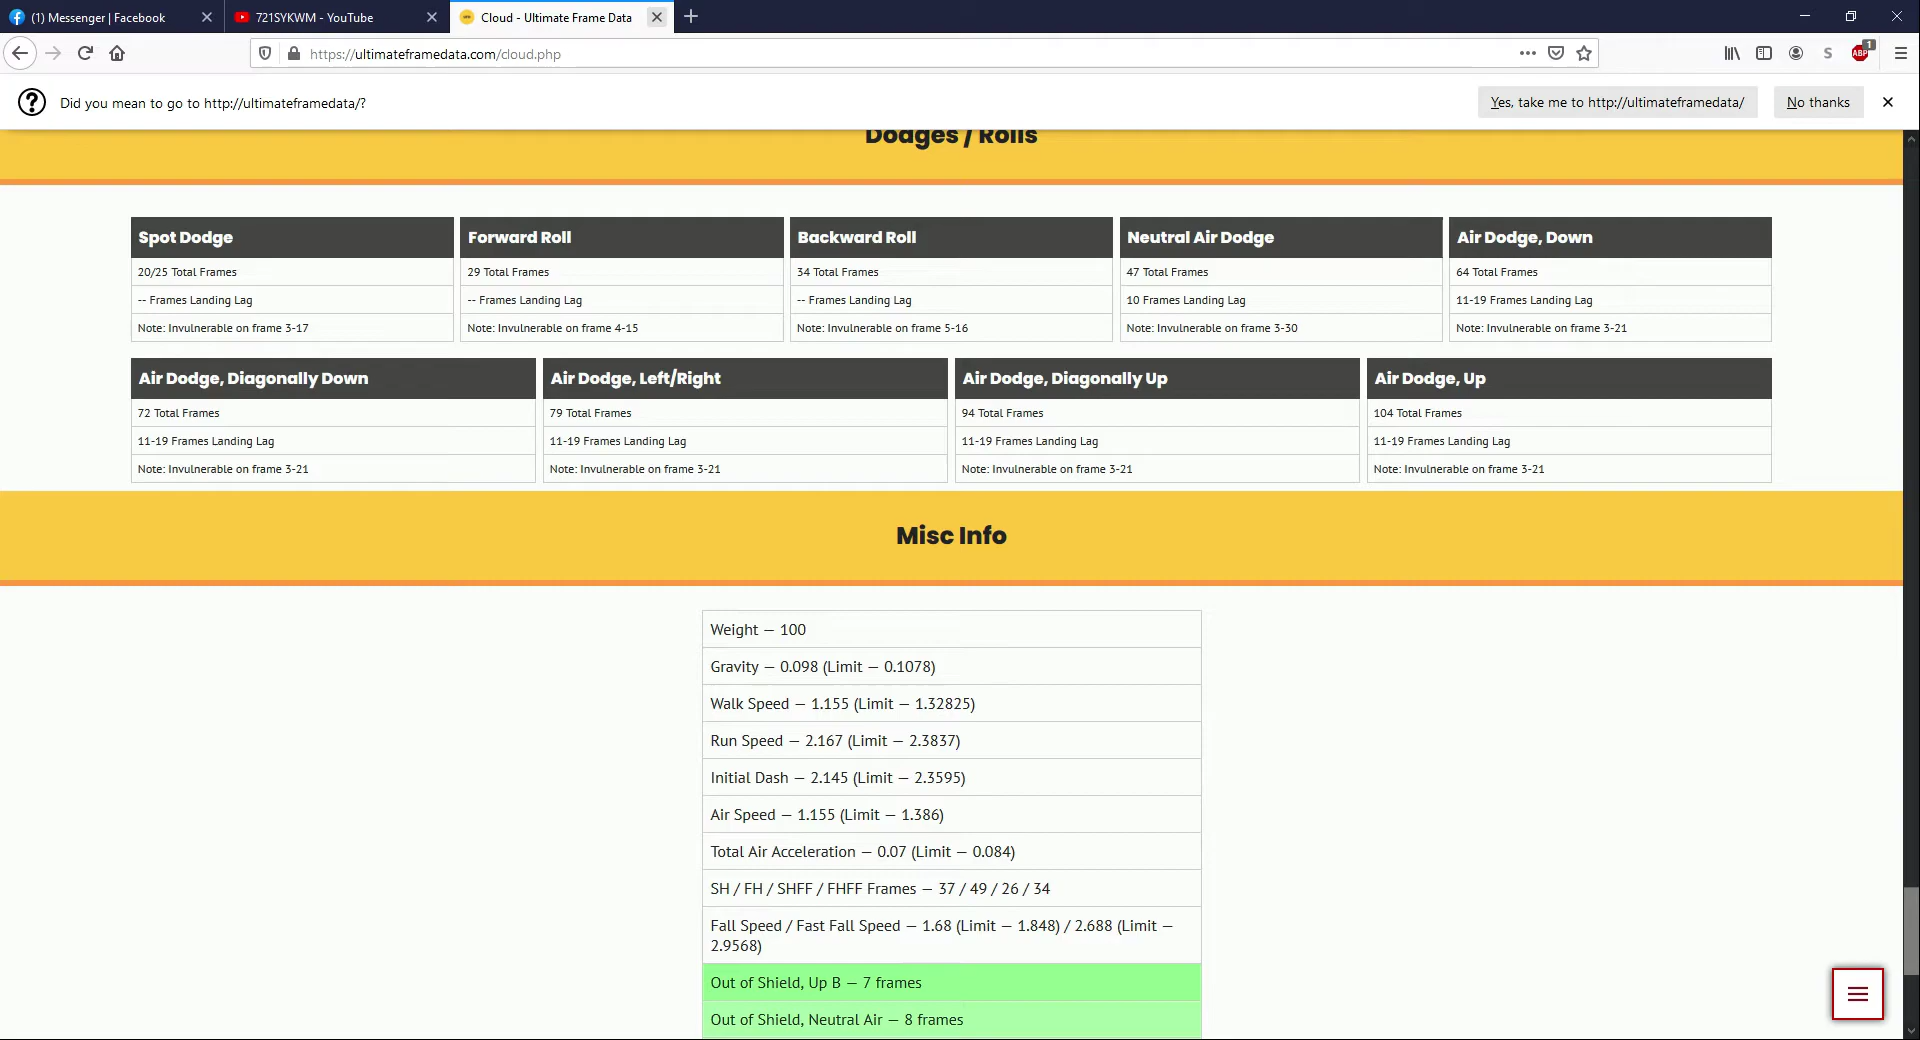 (1) Messenger | Facebook
721SYKWM - YouTube
Cloud - Ultimate Frame Data
https://ultimateframedata.com/cloud.php
S
ABP
1
Did you mean to go to http://ultimateframedata/?
Yes, take me to http://ultimateframedata/
No thanks
Dodges / Rolls
Spot Dodge
20/25 Total Frames
-- Frames Landing Lag
Note: Invulnerable on frame 3-17
Forward Roll
29 Total Frames
-- Frames Landing Lag
Note: Invulnerable on frame 4-15
Backward Roll
34 Total Frames
-- Frames Landing Lag
Note: Invulnerable on frame 5-16
Neutral Air Dodge
47 Total Frames
10 Frames Landing Lag
Note: Invulnerable on frame 3-30
Air Dodge, Down
64 Total Frames
11-19 Frames Landing Lag
Note: Invulnerable on frame 3-21
Air Dodge, Diagonally Down
72 Total Frames
11-19 Frames Landing Lag
Note: Invulnerable on frame 3-21
Air Dodge, Left/Right
79 Total Frames
11-19 Frames Landing Lag
Note: Invulnerable on frame 3-21
Air Dodge, Diagonally Up
94 Total Frames
11-19 Frames Landing Lag
Note: Invulnerable on frame 3-21
Air Dodge, Up
104 Total Frames
11-19 Frames Landing Lag
Note: Invulnerable on frame 3-21
Misc Info
Weight — 100
Gravity — 0.098 (Limit — 0.1078)
Walk Speed — 1.155 (Limit — 1.32825)
Run Speed — 2.167 (Limit — 2.3837)
Initial Dash — 2.145 (Limit — 2.3595)
Air Speed — 1.155 (Limit — 1.386)
Total Air Acceleration — 0.07 (Limit — 0.084)
SH / FH / SHFF / FHFF Frames — 37 / 49 / 26 / 34
Fall Speed / Fast Fall Speed — 1.68 (Limit — 1.848) / 2.688 (Limit —
2.9568)
Out of Shield, Up B — 7 frames
Out of Shield, Neutral Air — 8 frames